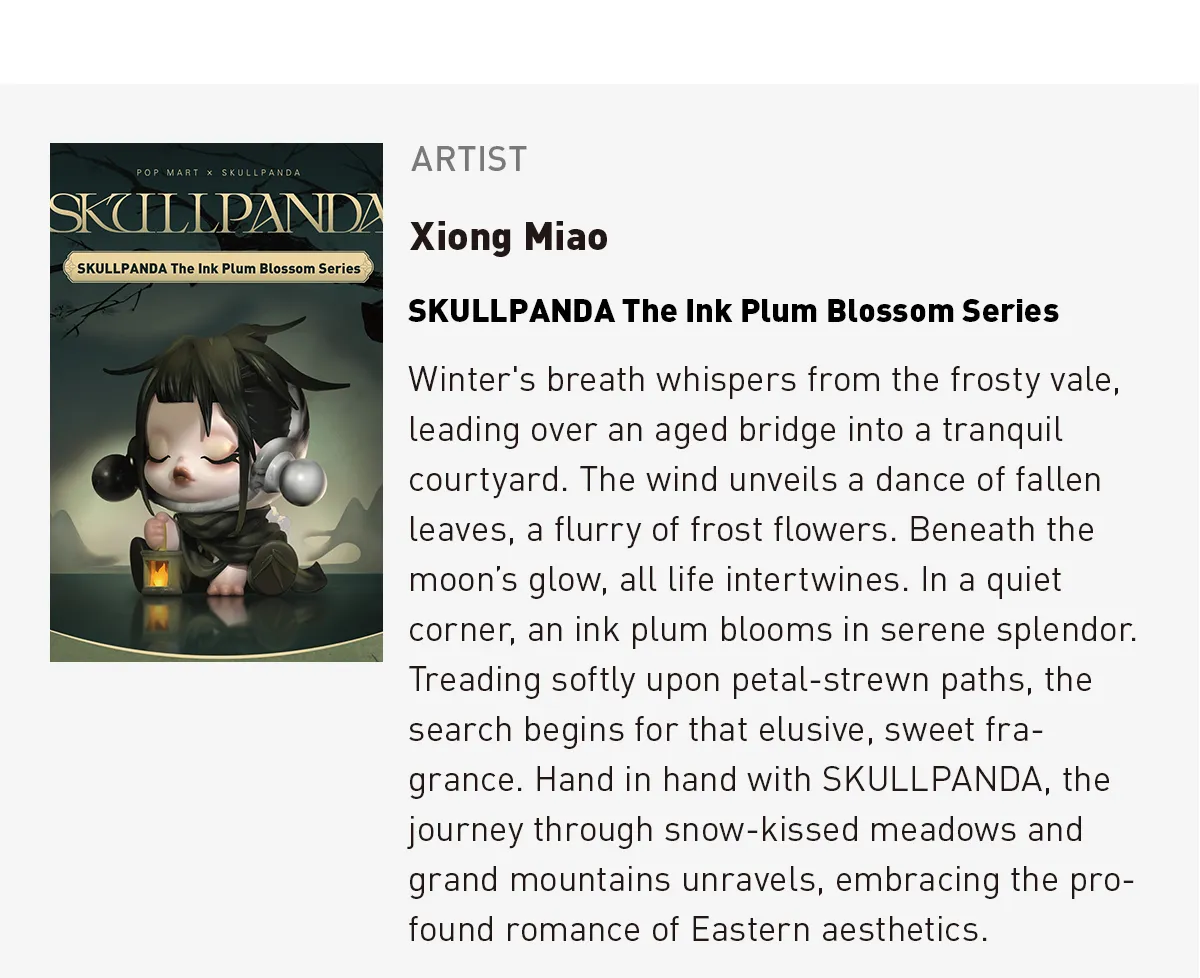 POP MART × SKULLPANDA
SKULLPANDA
SKULLPANDA The Ink Plum Blossom Series
ARTIST
Xiong Miao
SKULLPANDA The Ink Plum Blossom Series
Winter's breath whispers from the frosty vale,
leading over an aged bridge into a tranquil
courtyard. The wind unveils a dance of fallen
leaves, a flurry of frost flowers. Beneath the
moon’s glow, all life intertwines. In a quiet
corner, an ink plum blooms in serene splendor.
Treading softly upon petal-strewn paths, the
search begins for that elusive, sweet fra-
grance. Hand in hand with SKULLPANDA, the
journey through snow-kissed meadows and
grand mountains unravels, embracing the pro-
found romance of Eastern aesthetics.